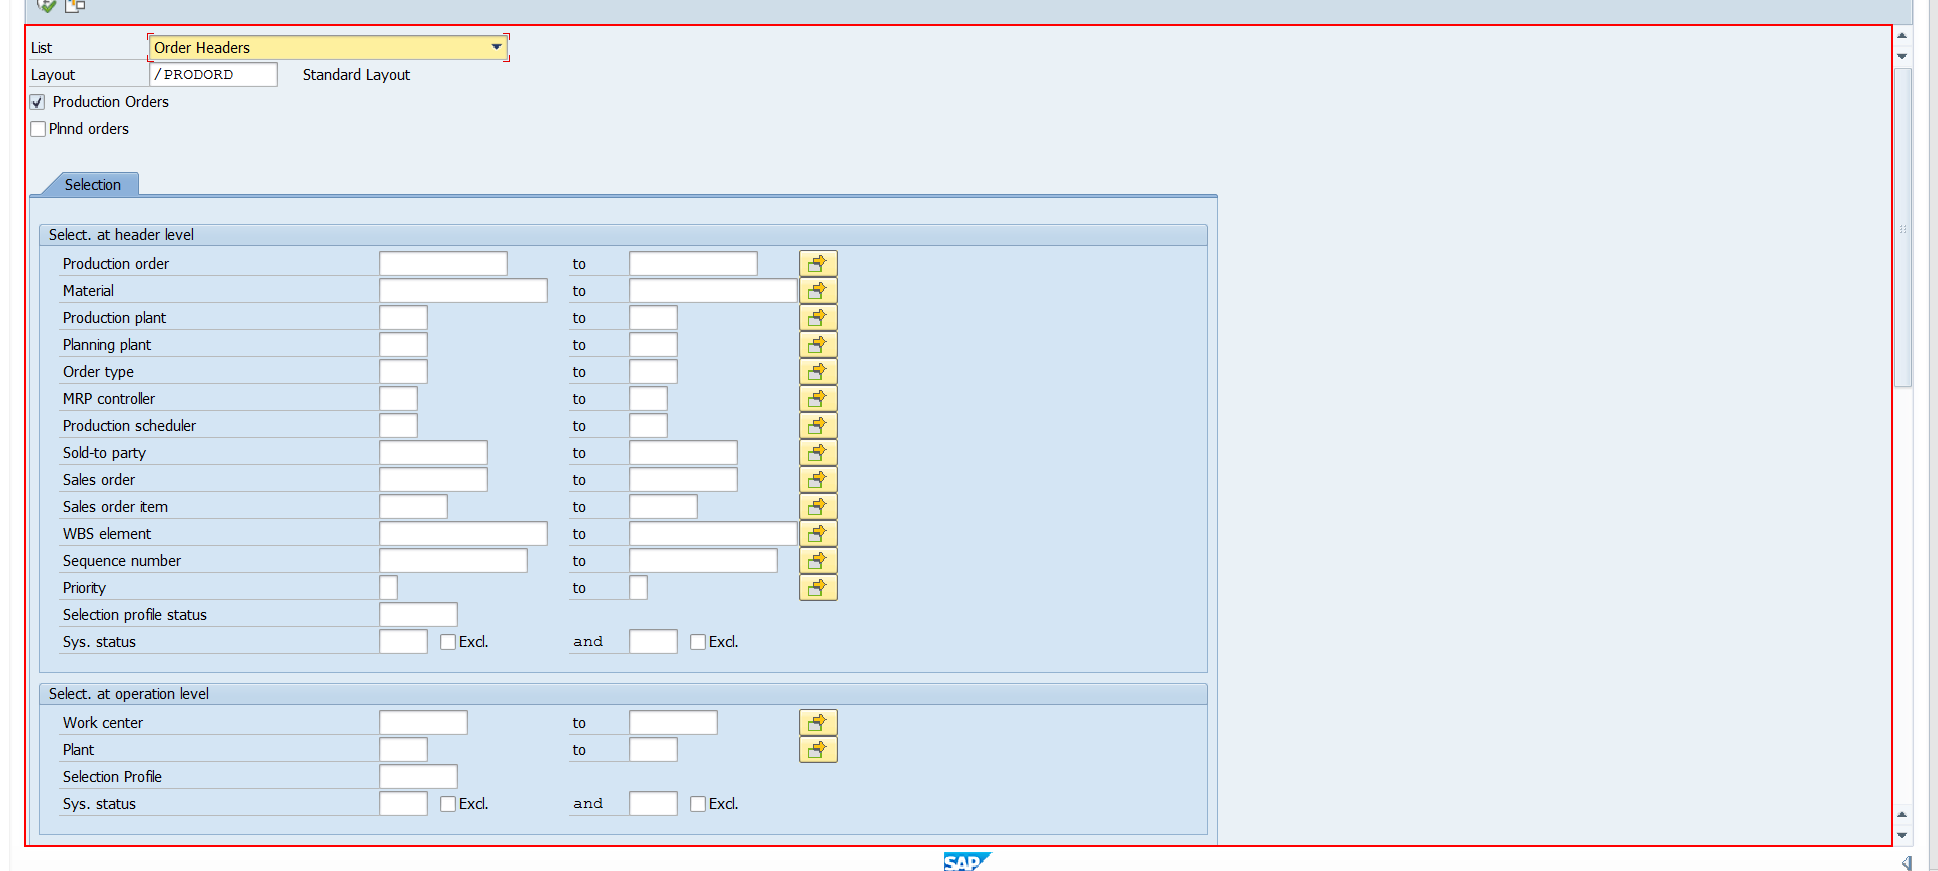 List Order Headers
Layout /PRODORD Standard Layout
Production Orders
Plnnd orders
Selection
Select. at header level
Production order to
Material to
Production plant to
Planning plant to
Order type to
MRP controller to
Production scheduler to
Sold-to party to
Sales order to
Sales order item to
WBS element to
Sequence number to
Priority to
Selection profile status
Sys. status Excl. and Excl.
Select. at operation level
Work center to
Plant to
Selection Profile
Sys. status Excl. and Excl.
SAP